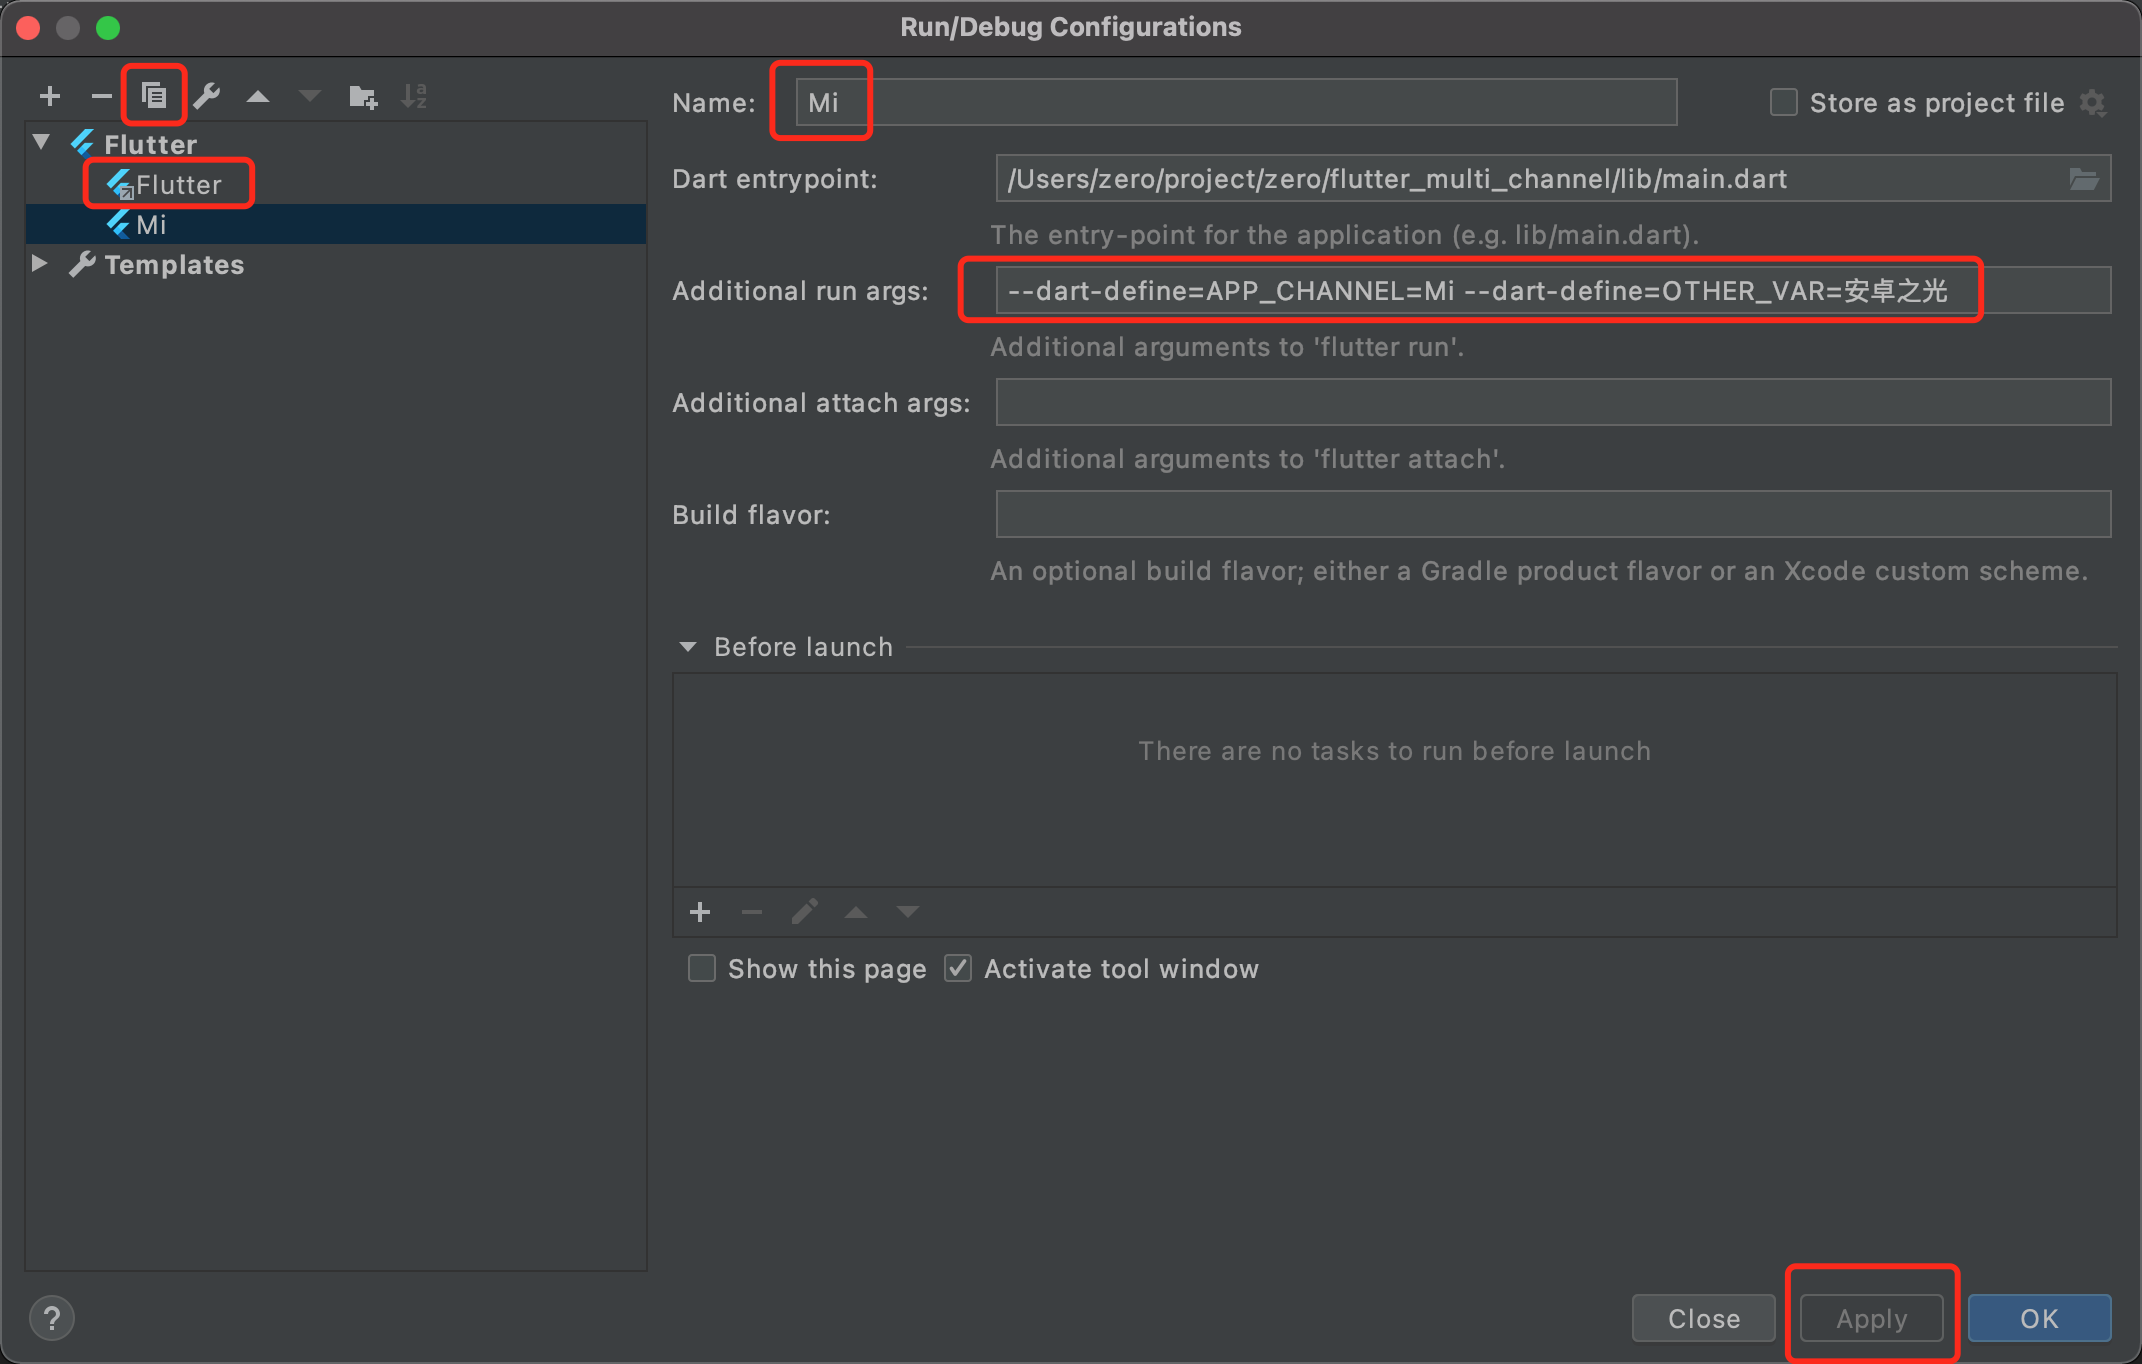 Run/Debug Configurations
Flutter
Flutter
Mi
Templates
Name: Mi
Store as project file
Dart entrypoint: /Users/zero/project/zero/flutter_multi_channel/lib/main.dart
The entry-point for the application (e.g. lib/main.dart).
Additional run args: --dart-define=APP_CHANNEL=Mi --dart-define=OTHER_VAR=安卓之光
Additional arguments to 'flutter run'.
Additional attach args:
Additional arguments to 'flutter attach'.
Build flavor:
An optional build flavor; either a Gradle product flavor or an Xcode custom scheme.
Before launch
There are no tasks to run before launch
Show this page Activate tool window
? Close Apply OK